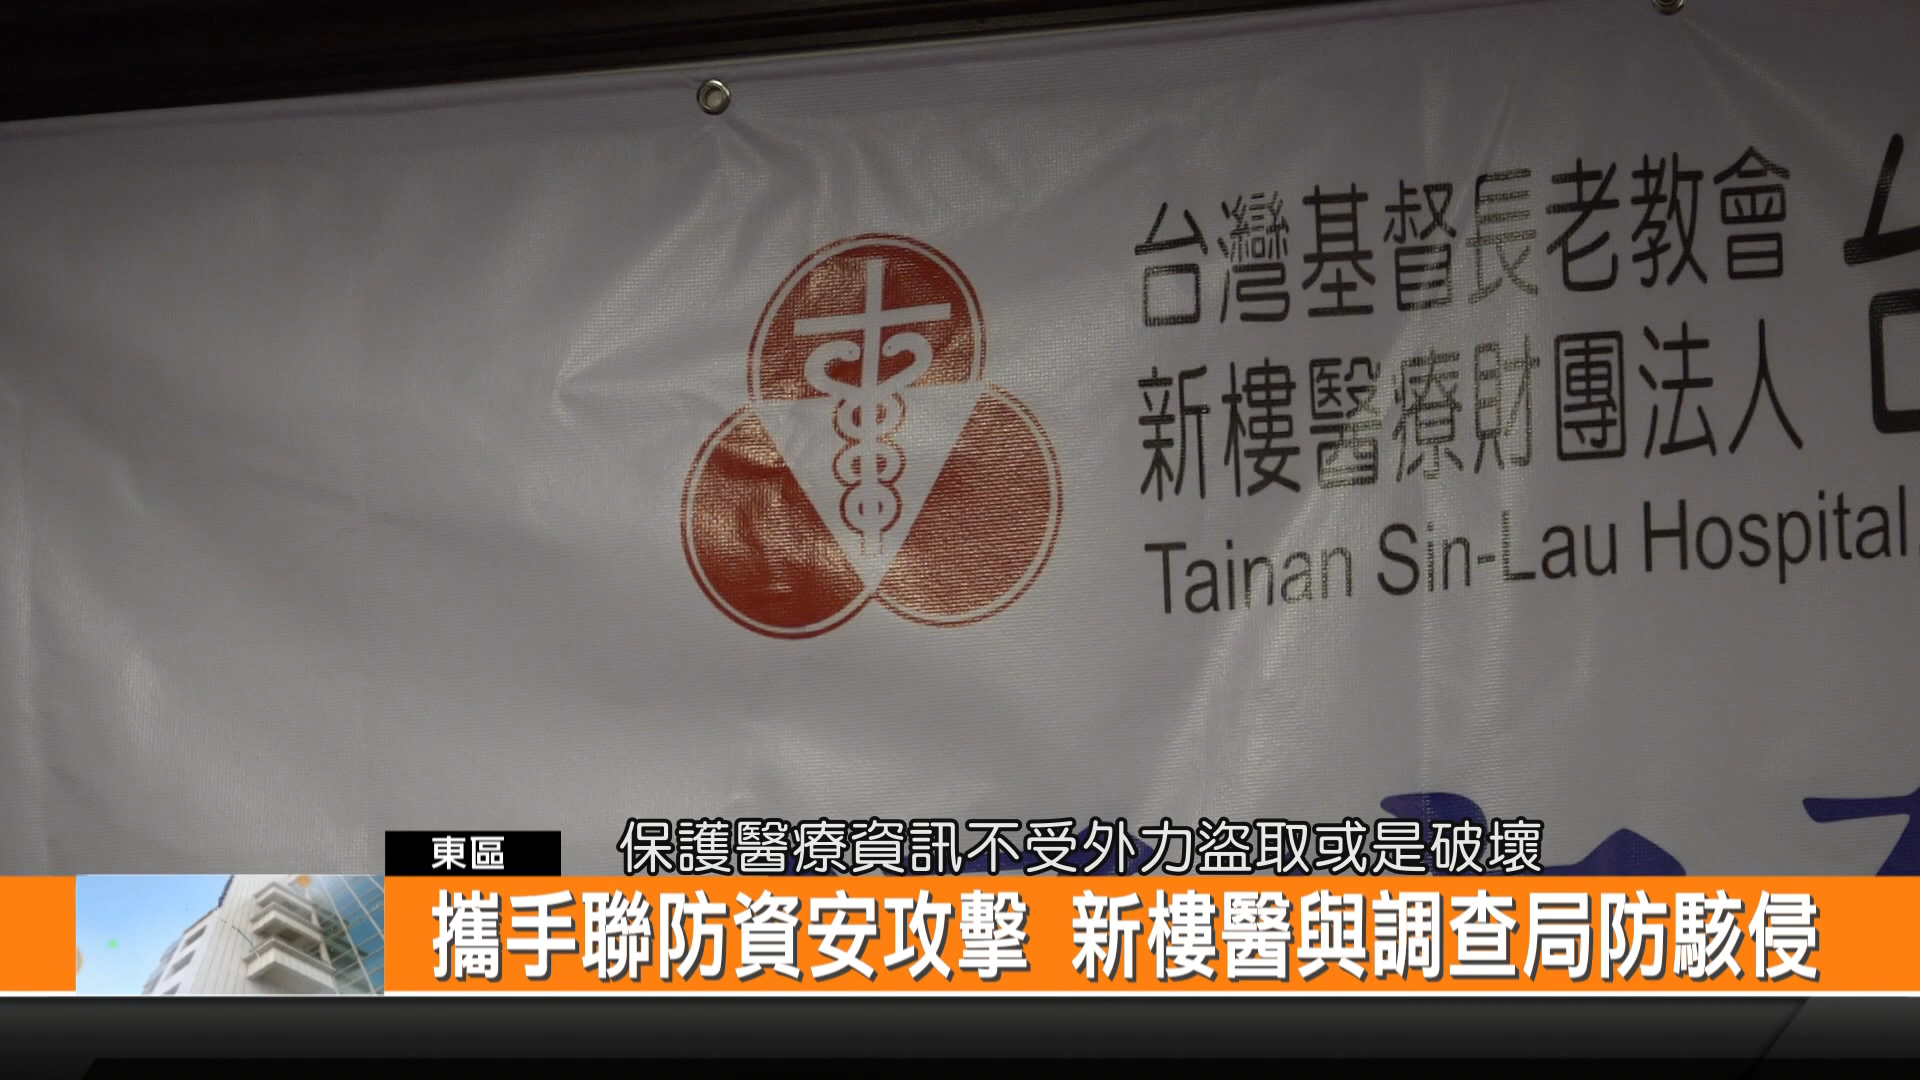 台灣基督長老教會
新樓醫療財團法人
Tainan Sin-Lau Hospital
東區
保護醫療資訊不受外力盜取或是破壞
攜手聯防資安攻擊 新樓醫與調查局防駭侵